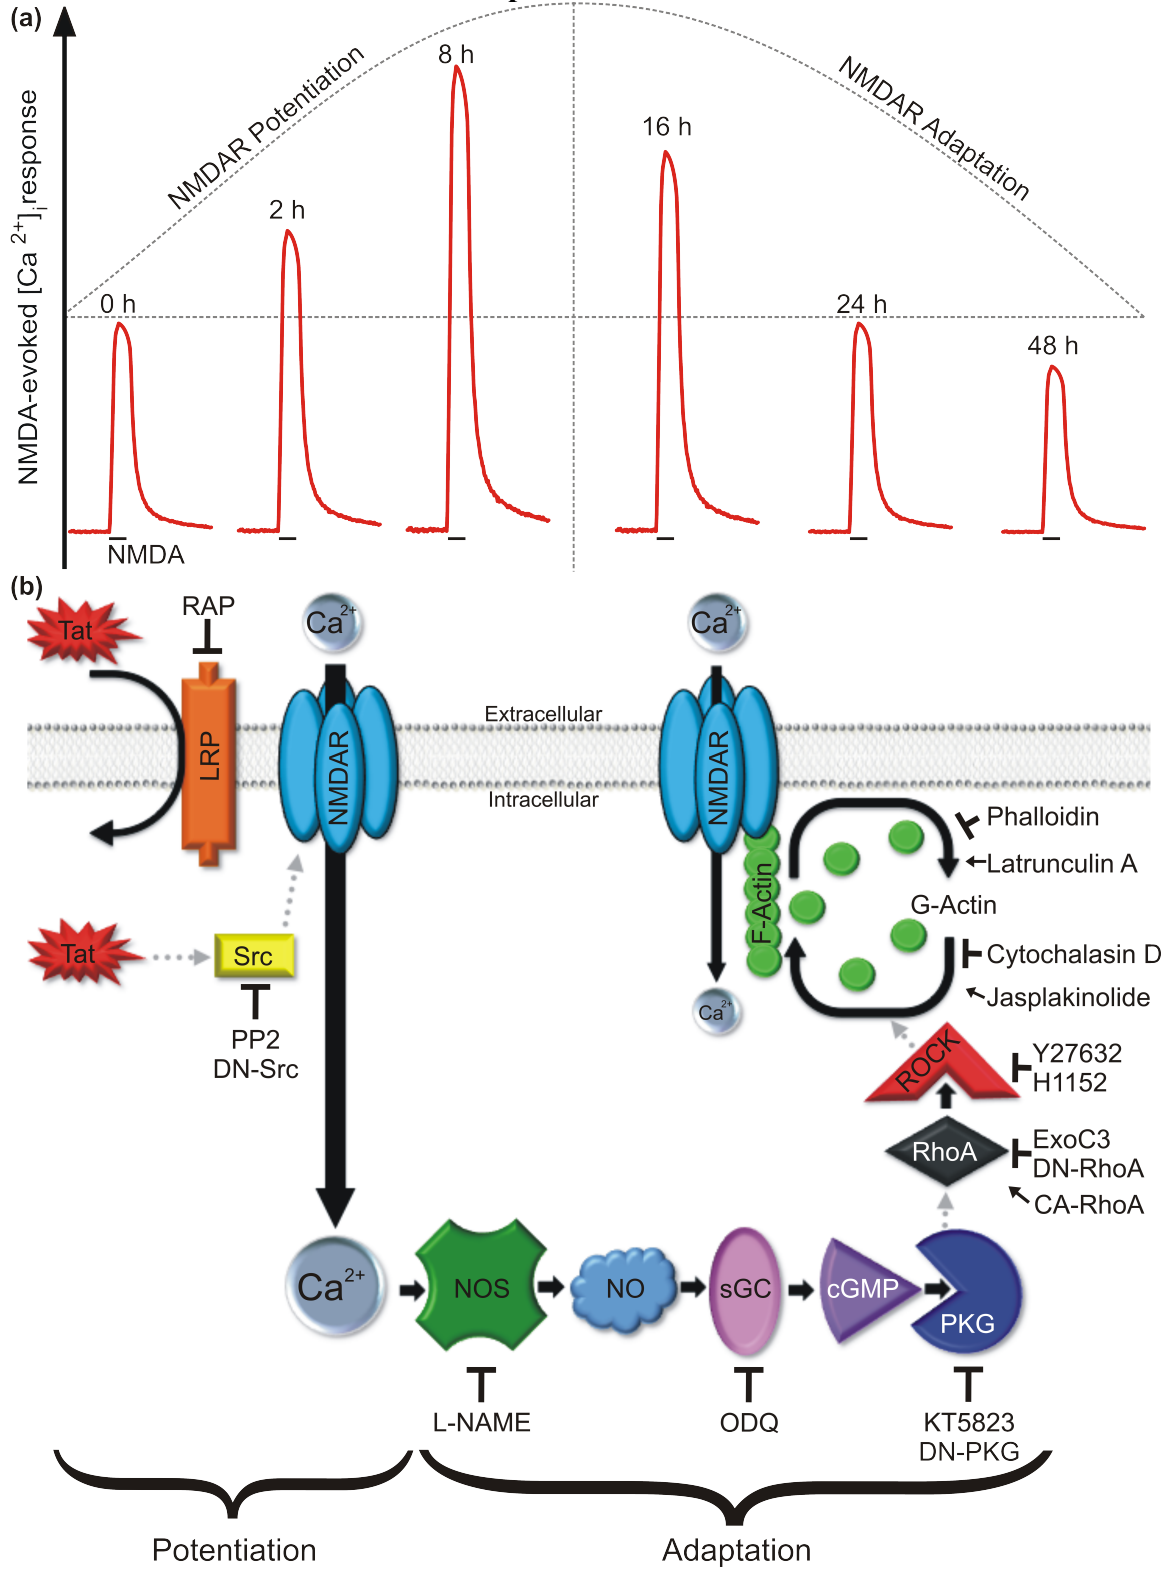 (a)
NMDA-evoked [Ca 2+]i response
NMDAR Potentiation
NMDAR Adaptation
0 h
2 h
8 h
16 h
24 h
48 h
NMDA
(b)
Tat
RAP
Ca2+
Ca2+
LRP
NMDAR
NMDAR
Extracellular
Intracellular
Phalloidin
Latrunculin A
F-Actin
G-Actin
Tat
Src
Cytochalasin D
Jasplakinolide
Ca2+
PP2
DN-Src
ROCK
Y27632
H1152
RhoA
ExoC3
DN-RhoA
CA-RhoA
Ca2+
NOS
NO
sGC
cGMP
PKG
L-NAME
ODQ
KT5823
DN-PKG
Potentiation
Adaptation